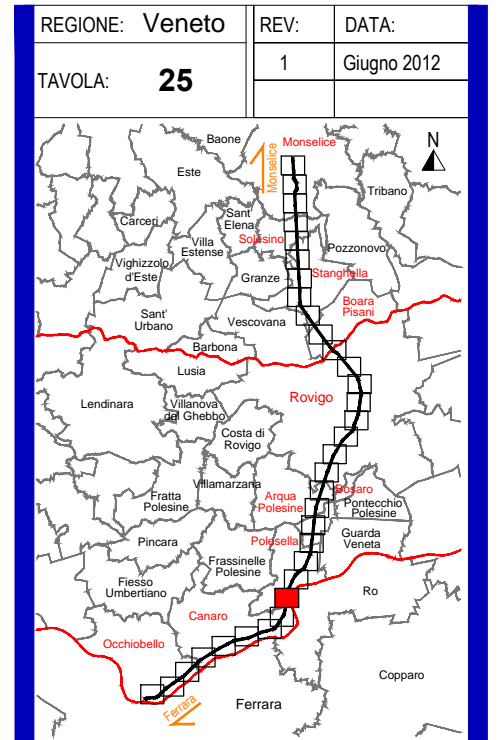 REGIONE: Veneto
REV:
DATA:
TAVOLA: 25
1
Giugno 2012
N
Baone
Monselice
Monselice
Este
Tribano
Carceri
Sant'
Elena
Villa
Estense
Solesino
Pozzonovo
Vighizzolo
d'Este
Granze
Stanghella
Boara
Pisani
Sant'
Urbano
Vescovana
Barbona
Lusia
Lendinara
Villanova
del Ghebbo
Rovigo
Costa di
Rovigo
Villamarzana
Fratta
Polesine
Arqua
Polesine
Bosaro
Pontecchio
Polesine
Pincara
Polesella
Guarda
Veneta
Frassinelle
Polesine
Fiesso
Umbertiano
Ro
Canaro
Occhiobello
Copparo
Ferrara
Ferrara